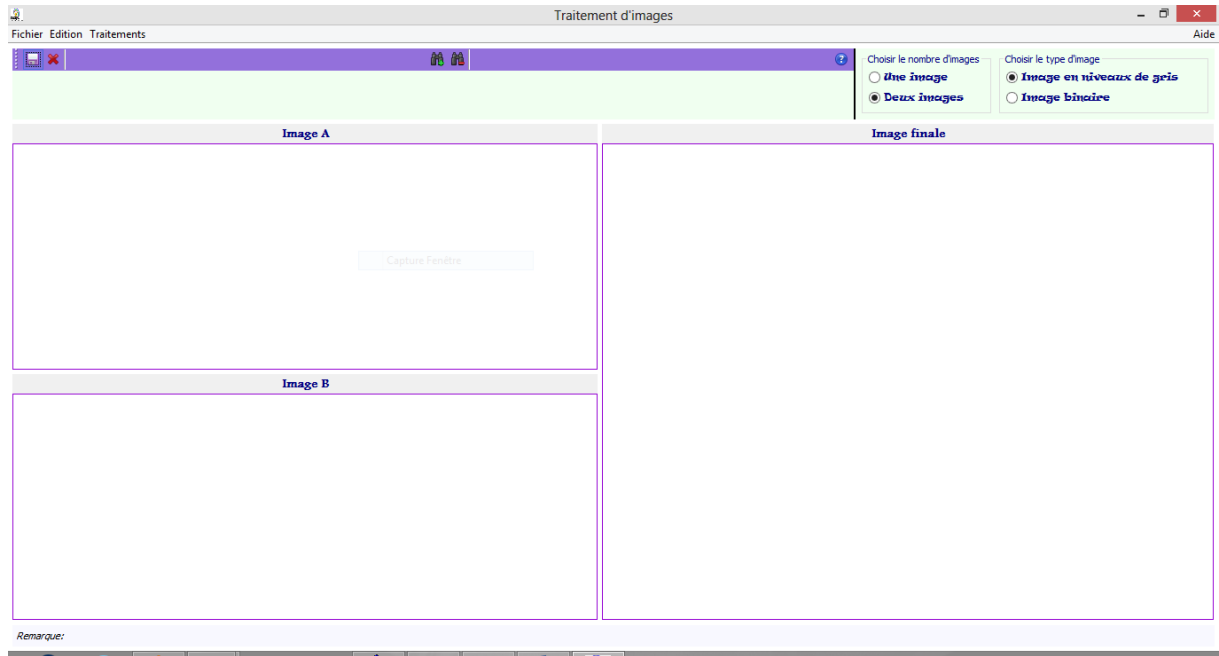 Traitement d'images
Fichier Edition Traitements Aide
Choisir le nombre d'images
Une image
Deux images
Choisir le type d'image
Image en niveaux de gris
Image binaire
Image A
Image finale
Capture Fenêtre
Image B
Remarque: